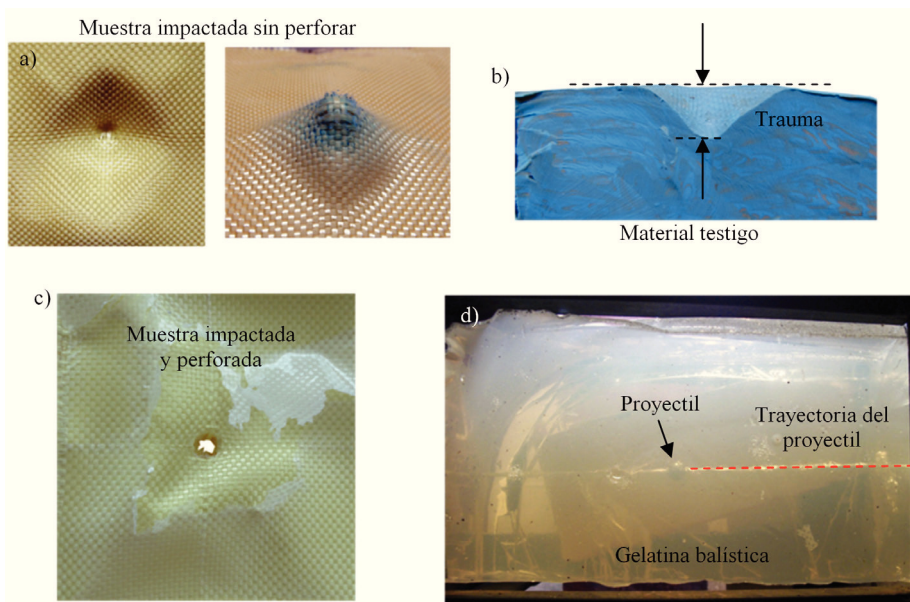 Muestra impactada sin perforar
a)
b)
Trauma
Material testigo
c)
Muestra impactada
y perforada
d)
Proyectil
Trayectoria del
proyectil
Gelatina balística